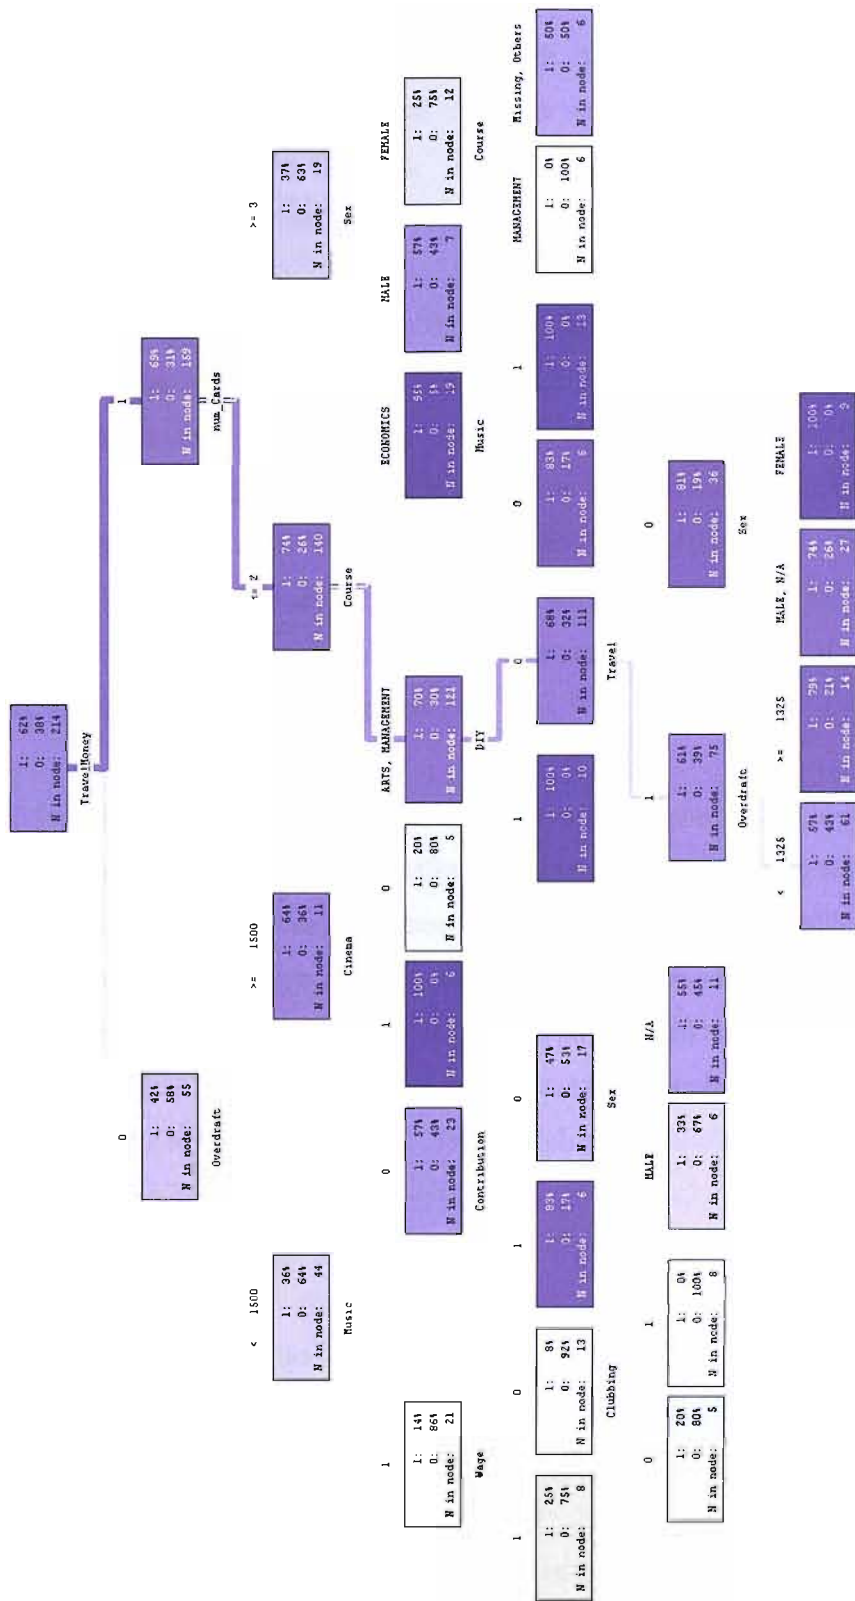 1: 62%
0: 38%
N in node: 214
TravelMoney
0
1: 42%
0: 58%
N in node: 55
Overdraft
1
1: 69%
0: 31%
N in node: 159
num_Cards
< 1500
1: 36%
0: 64%
N in node: 44
Music
>= 1500
1: 64%
0: 36%
N in node: 11
Cinema
<= 2
1: 74%
0: 26%
N in node: 140
Course
>= 3
1: 37%
0: 63%
N in node: 19
Sex
1
1: 14%
0: 86%
N in node: 21
Wage
0
1: 57%
0: 43%
N in node: 23
Contribution
1
1: 100%
0: 0%
N in node: 6
0
1: 20%
0: 80%
N in node: 5
ARTS, MANAGEMENT
1: 70%
0: 30%
N in node: 121
DIY
ECONOMICS
1: 95%
0: 5%
N in node: 19
Music
MALE
1: 57%
0: 43%
N in node: 7
FEMALE
1: 25%
0: 75%
N in node: 12
Course
1
1: 25%
0: 75%
N in node: 8
0
1: 8%
0: 92%
N in node: 13
Clubbing
1
1: 83%
0: 17%
N in node: 6
0
1: 47%
0: 53%
N in node: 17
Sex
1
1: 100%
0: 0%
N in node: 10
0
1: 68%
0: 32%
N in node: 111
Travel
0
1: 83%
0: 17%
N in node: 6
1
1: 100%
0: 0%
N in node: 13
MANAGEMENT
1: 0%
0: 100%
N in node: 6
Missing, Others
1: 50%
0: 50%
N in node: 6
0
1: 20%
0: 80%
N in node: 5
1
1: 0%
0: 100%
N in node: 8
MALE
1: 33%
0: 67%
N in node: 6
N/A
1: 55%
0: 45%
N in node: 11
1
1: 61%
0: 39%
N in node: 75
Overdraft
0
1: 81%
0: 19%
N in node: 36
Sex
< 1325
1: 57%
0: 43%
N in node: 61
>= 1325
1: 79%
0: 21%
N in node: 14
MALE, N/A
1: 74%
0: 26%
N in node: 27
FEMALE
1: 100%
0: 0%
N in node: 9